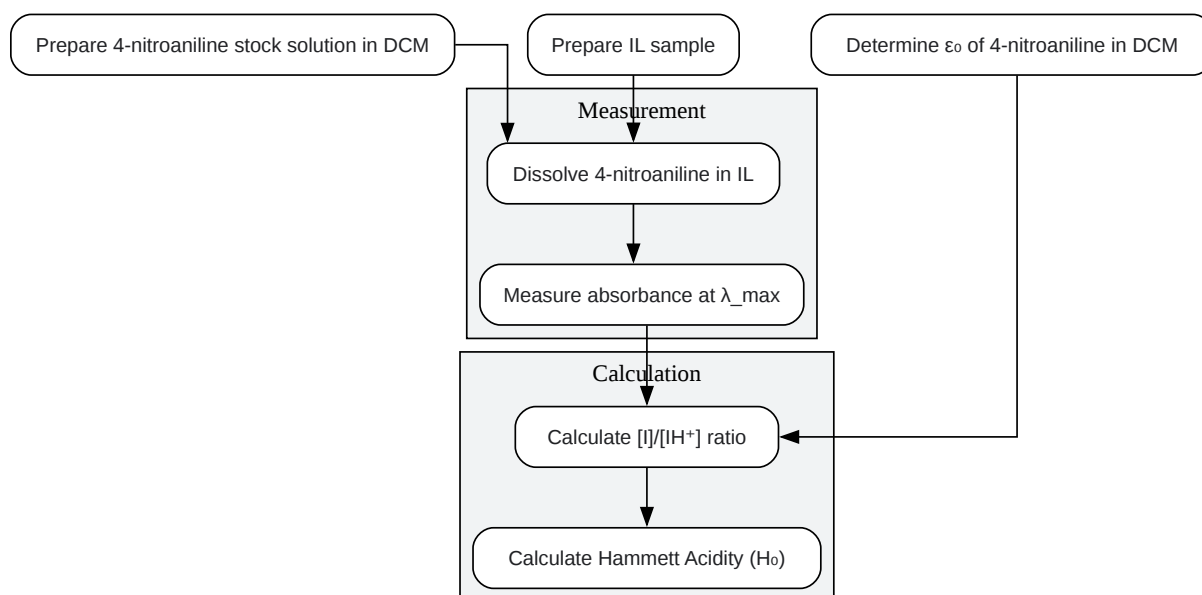 Prepare 4-nitroaniline stock solution in DCM
Prepare IL sample
Determine ε₀ of 4-nitroaniline in DCM
Measurement
Dissolve 4-nitroaniline in IL
Measure absorbance at λ_max
Calculation
Calculate [I]/[IH⁺] ratio
Calculate Hammett Acidity (H₀)